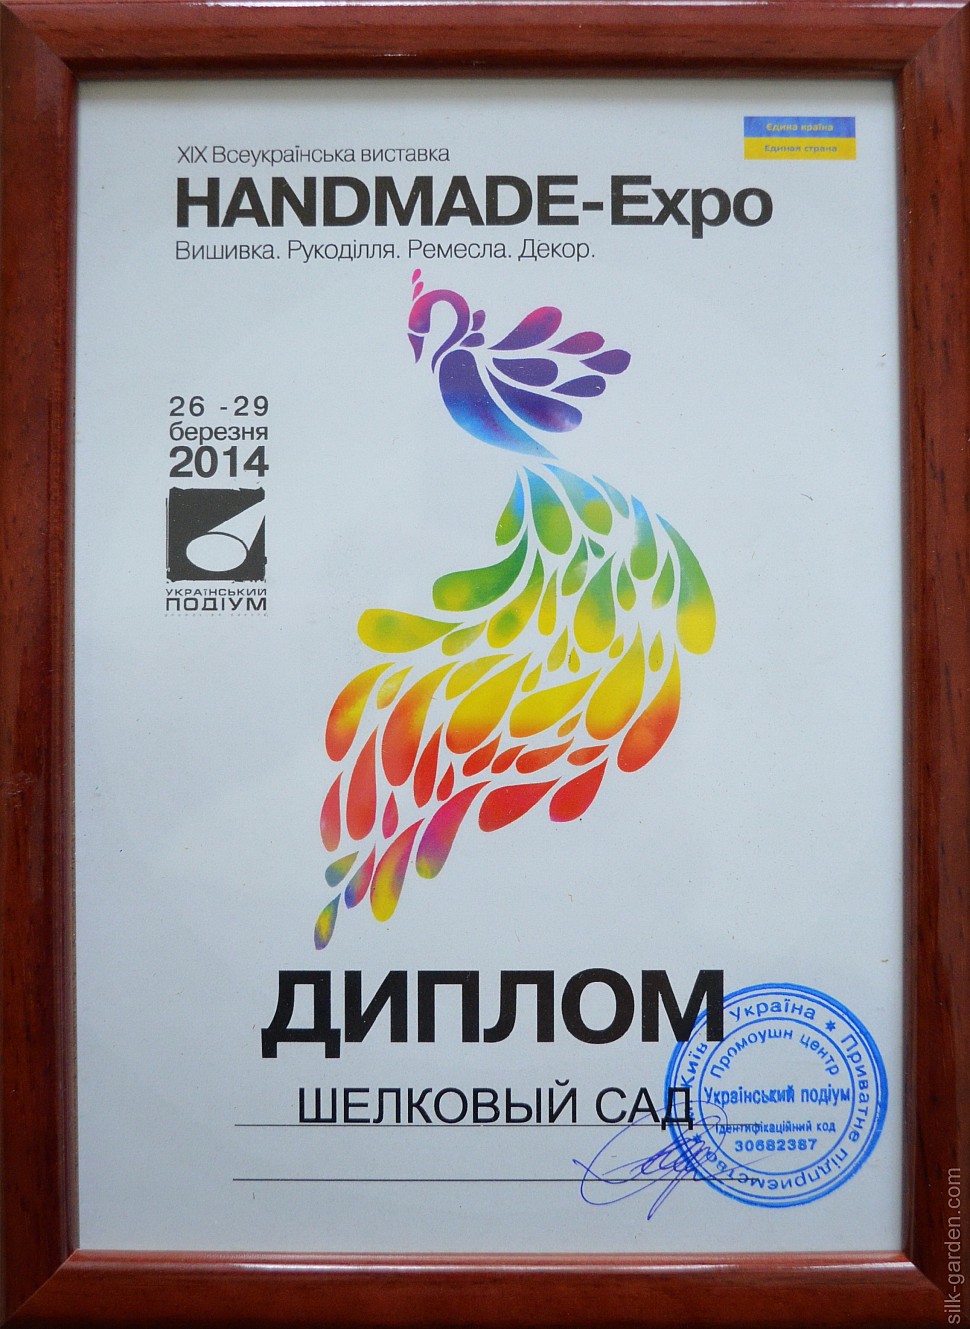 XIX Всеукраїнська виставка
HANDMADE-Expo
Вишивка. Рукоділля. Ремесла. Декор.
Єдина країна
Единая страна
26 - 29
березня
2014
УКРАЇНСЬКИЙ
ПОДІУМ
ДИПЛОМ
ШЕЛКОВЫЙ САД
Київ ✱ Україна ✱ Приватне підприємство ✱
Промоушн центр
Український подіум
Ідентифікаційний код
30682387
silk-garden.com